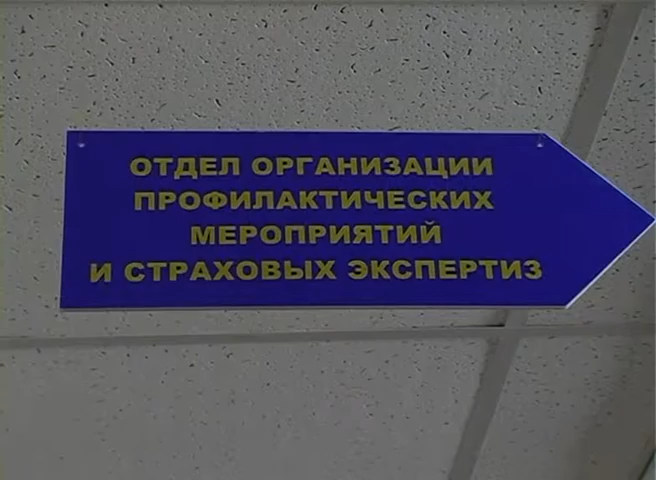 ОТДЕЛ ОРГАНИЗАЦИИ
ПРОФИЛАКТИЧЕСКИХ
МЕРОПРИЯТИЙ
И СТРАХОВЫХ ЭКСПЕРТИЗ